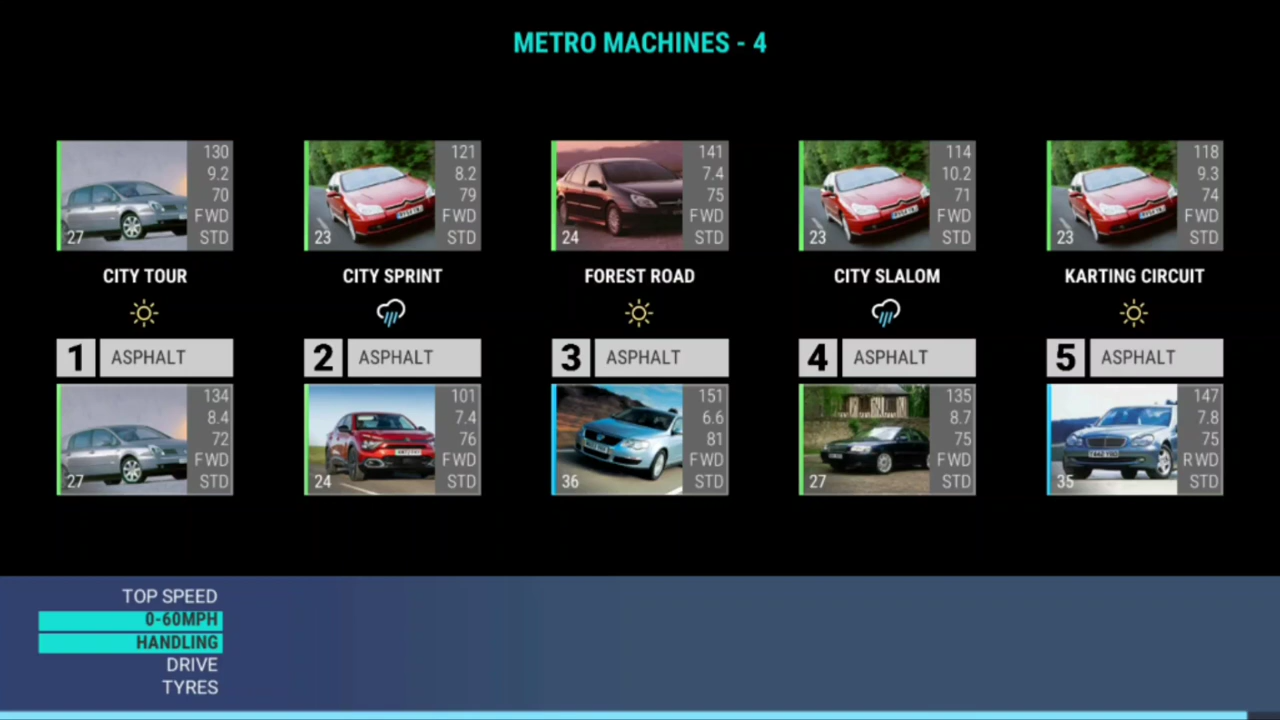 METRO MACHINES - 4
130
9.2
70
FWD
STD
27
121
8.2
79
FWD
STD
23
141
7.4
75
FWD
STD
24
114
10.2
71
FWD
STD
23
118
9.3
74
FWD
STD
23
CITY TOUR
CITY SPRINT
FOREST ROAD
CITY SLALOM
KARTING CIRCUIT
1 ASPHALT
2 ASPHALT
3 ASPHALT
4 ASPHALT
5 ASPHALT
134
8.4
72
FWD
STD
27
101
7.4
76
FWD
STD
24
151
6.6
81
FWD
STD
36
135
8.7
75
FWD
STD
27
147
7.8
75
RWD
STD
35
TOP SPEED
0-60MPH
HANDLING
DRIVE
TYRES